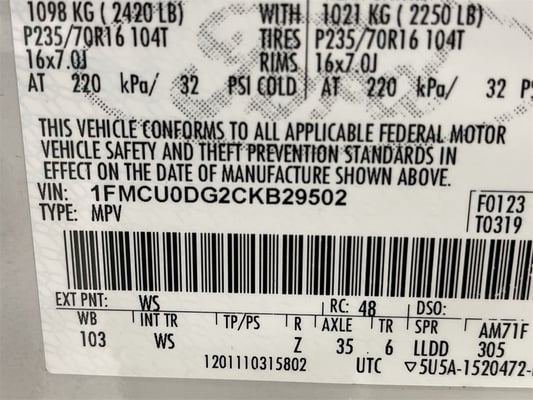 1098 KG ( 2420 LB) WITH 1021 KG ( 2250 LB)
P235/70R16 104T TIRES P235/70R16 104T
16x7.0J RIMS 16x7.0J
AT 220 kPa/ 32 PSI COLD AT 220 kPa/ 32 PS
THIS VEHICLE CONFORMS TO ALL APPLICABLE FEDERAL MOTOR
VEHICLE SAFETY AND THEFT PREVENTION STANDARDS IN
EFFECT ON THE DATE OF MANUFACTURE SHOWN ABOVE.
VIN: 1FMCU0DG2CKB29502 F0123
TYPE: MPV T0319
EXT PNT: WS RC: 48 DSO:
WB INT TR TP/PS R AXLE TR SPR AM71F
103 WS Z 35 6 LLDD 305
1201110315802 UTC ▽5U5A-1520472-